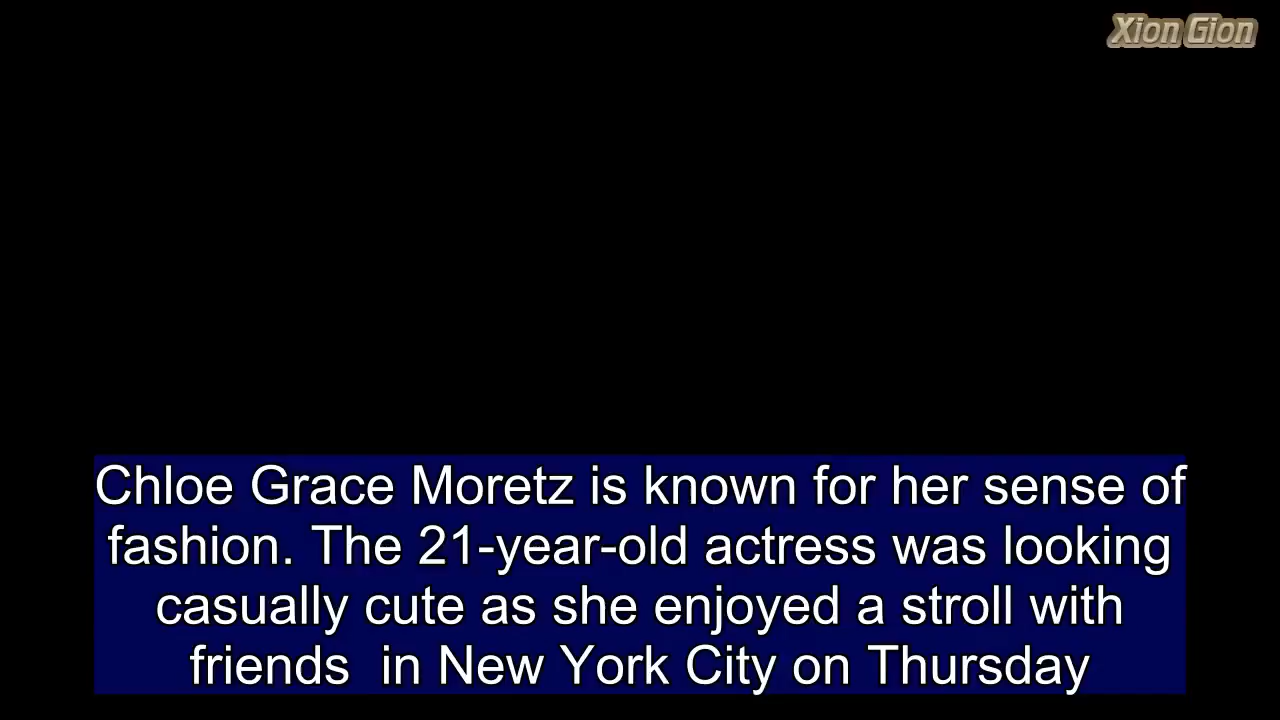 Xion Gion
Chloe Grace Moretz is known for her sense of
fashion. The 21-year-old actress was looking
casually cute as she enjoyed a stroll with
friends  in New York City on Thursday